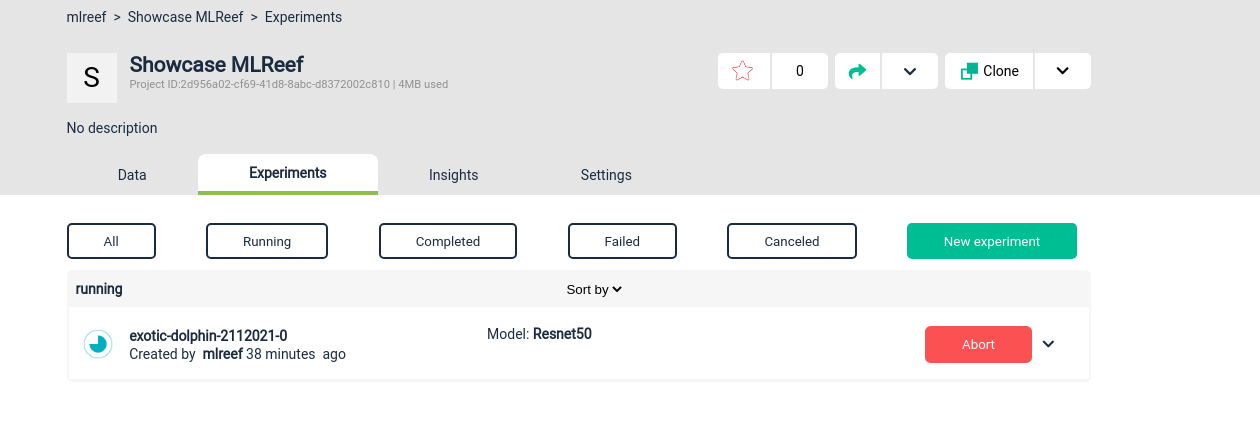 mlreef > Showcase MLReef > Experiments
S
Showcase MLReef
Project ID:2d956a02-cf69-41d8-8abc-d8372002c810 | 4MB used
0
Clone
No description
Data Experiments Insights Settings
All Running Completed Failed Canceled New experiment
running Sort by
exotic-dolphin-2112021-0
Model: Resnet50
Created by mlreef 38 minutes ago
Abort